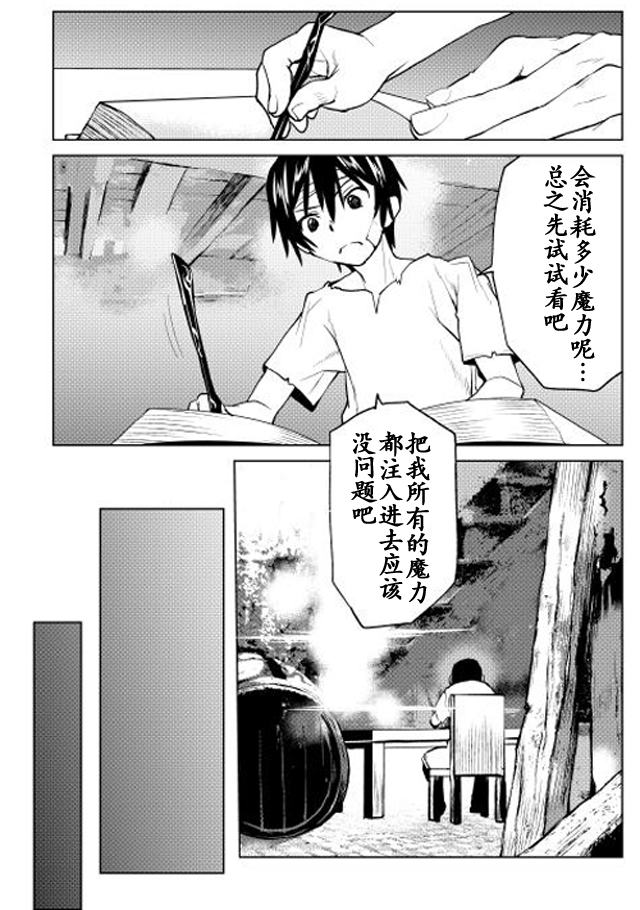 会消耗多少魔力呢…
总之先试试看吧
把我所有的魔力
都注入进去应该
没问题吧